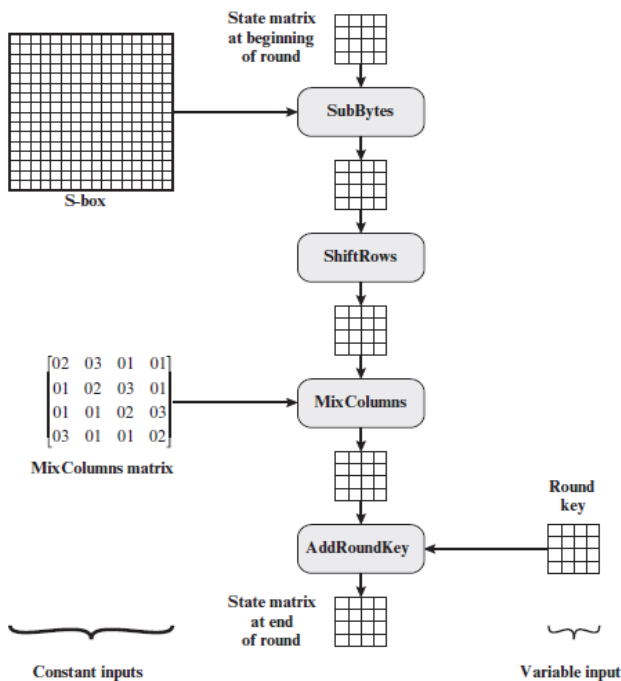 State matrix
at beginning
of round
SubBytes
S-box
ShiftRows
02 03 01 01
01 02 03 01
01 01 02 03
03 01 01 02
MixColumns
MixColumns matrix
Round
key
AddRoundKey
State matrix
at end
of round
Constant inputs
Variable input